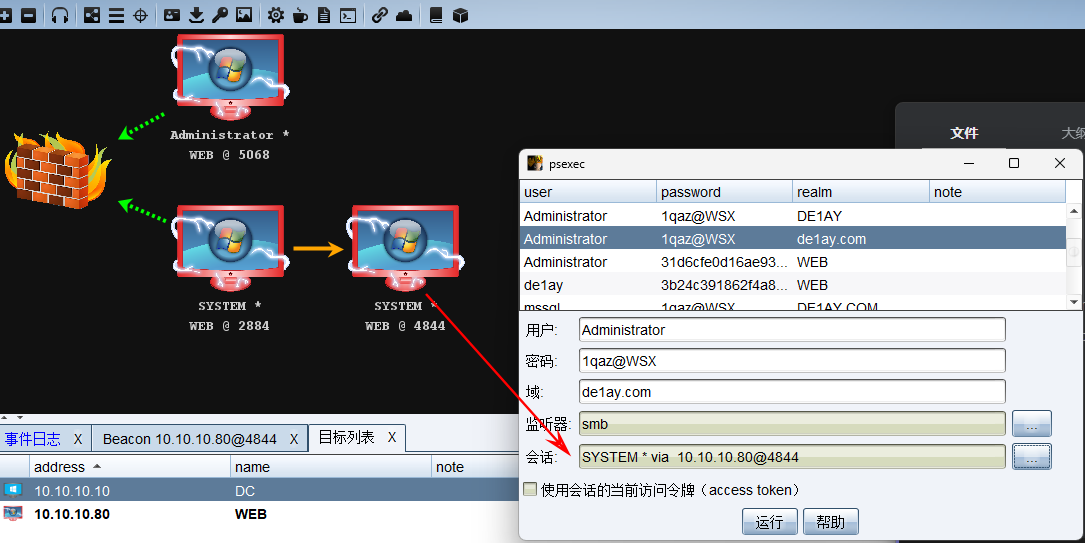 Administrator *
WEB @ 5068
SYSTEM *
WEB @ 2884
SYSTEM *
WEB @ 4844
文件
大纲
psexec
user password realm note
Administrator 1qaz@WSX DE1AY
Administrator 1qaz@WSX de1ay.com
Administrator 31d6cfe0d16ae93... WEB
de1ay 3b24c391862f4a8... WEB
mssql 1qaz@WSX DE1AY.COM
用户: Administrator
密码: 1qaz@WSX
域: de1ay.com
监听器: smb ...
会话: SYSTEM * via 10.10.10.80@4844 ...
使用会话的当前访问令牌（access token）
运行 帮助
事件日志 X Beacon 10.10.10.80@4844 X 目标列表 X
address name note
10.10.10.10 DC
10.10.10.80 WEB